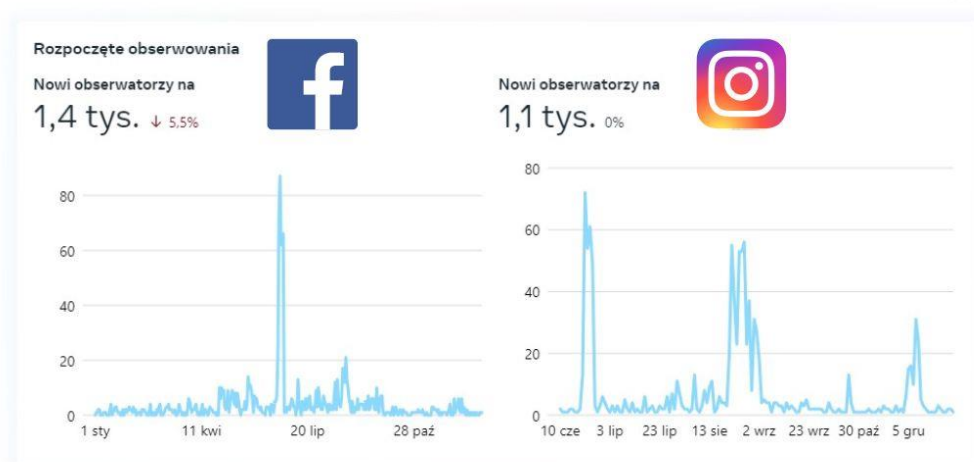 Rozpoczęte obserwowania
Nowi obserwatorzy na
1,4 tys. ↓ 5,5%
80
60
40
20
0
1 sty 11 kwi 20 lip 28 paź
Nowi obserwatorzy na
1,1 tys. 0%
80
60
40
20
0
10 cze 3 lip 23 lip 13 sie 2 wrz 23 wrz 30 paź 5 gru